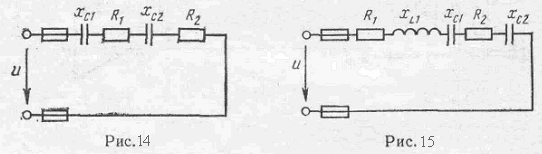 x_C1 R_1 x_C2 R_2
u
Рис. 14
R_1 x_L1 x_C1 R_2 x_C2
u
Рис. 15